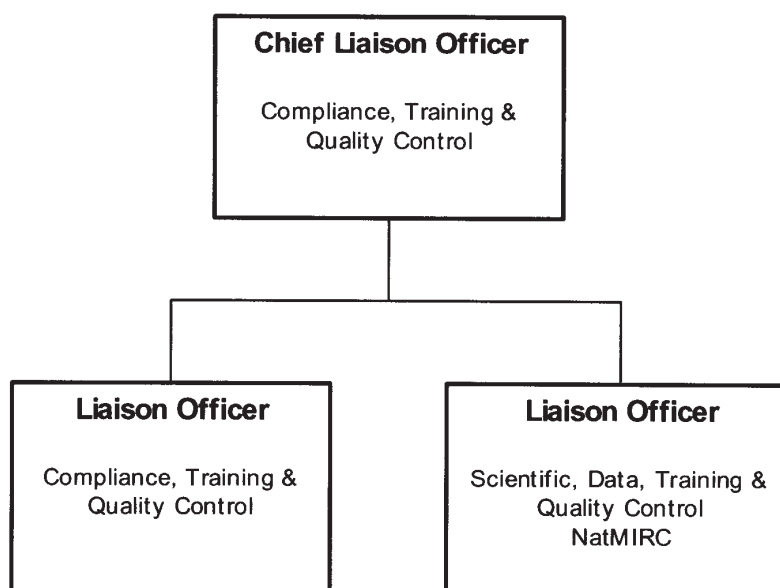 Chief Liaison Officer
Compliance, Training &
Quality Control
Liaison Officer
Compliance, Training &
Quality Control
Liaison Officer
Scientific, Data, Training &
Quality Control
NatMIRC